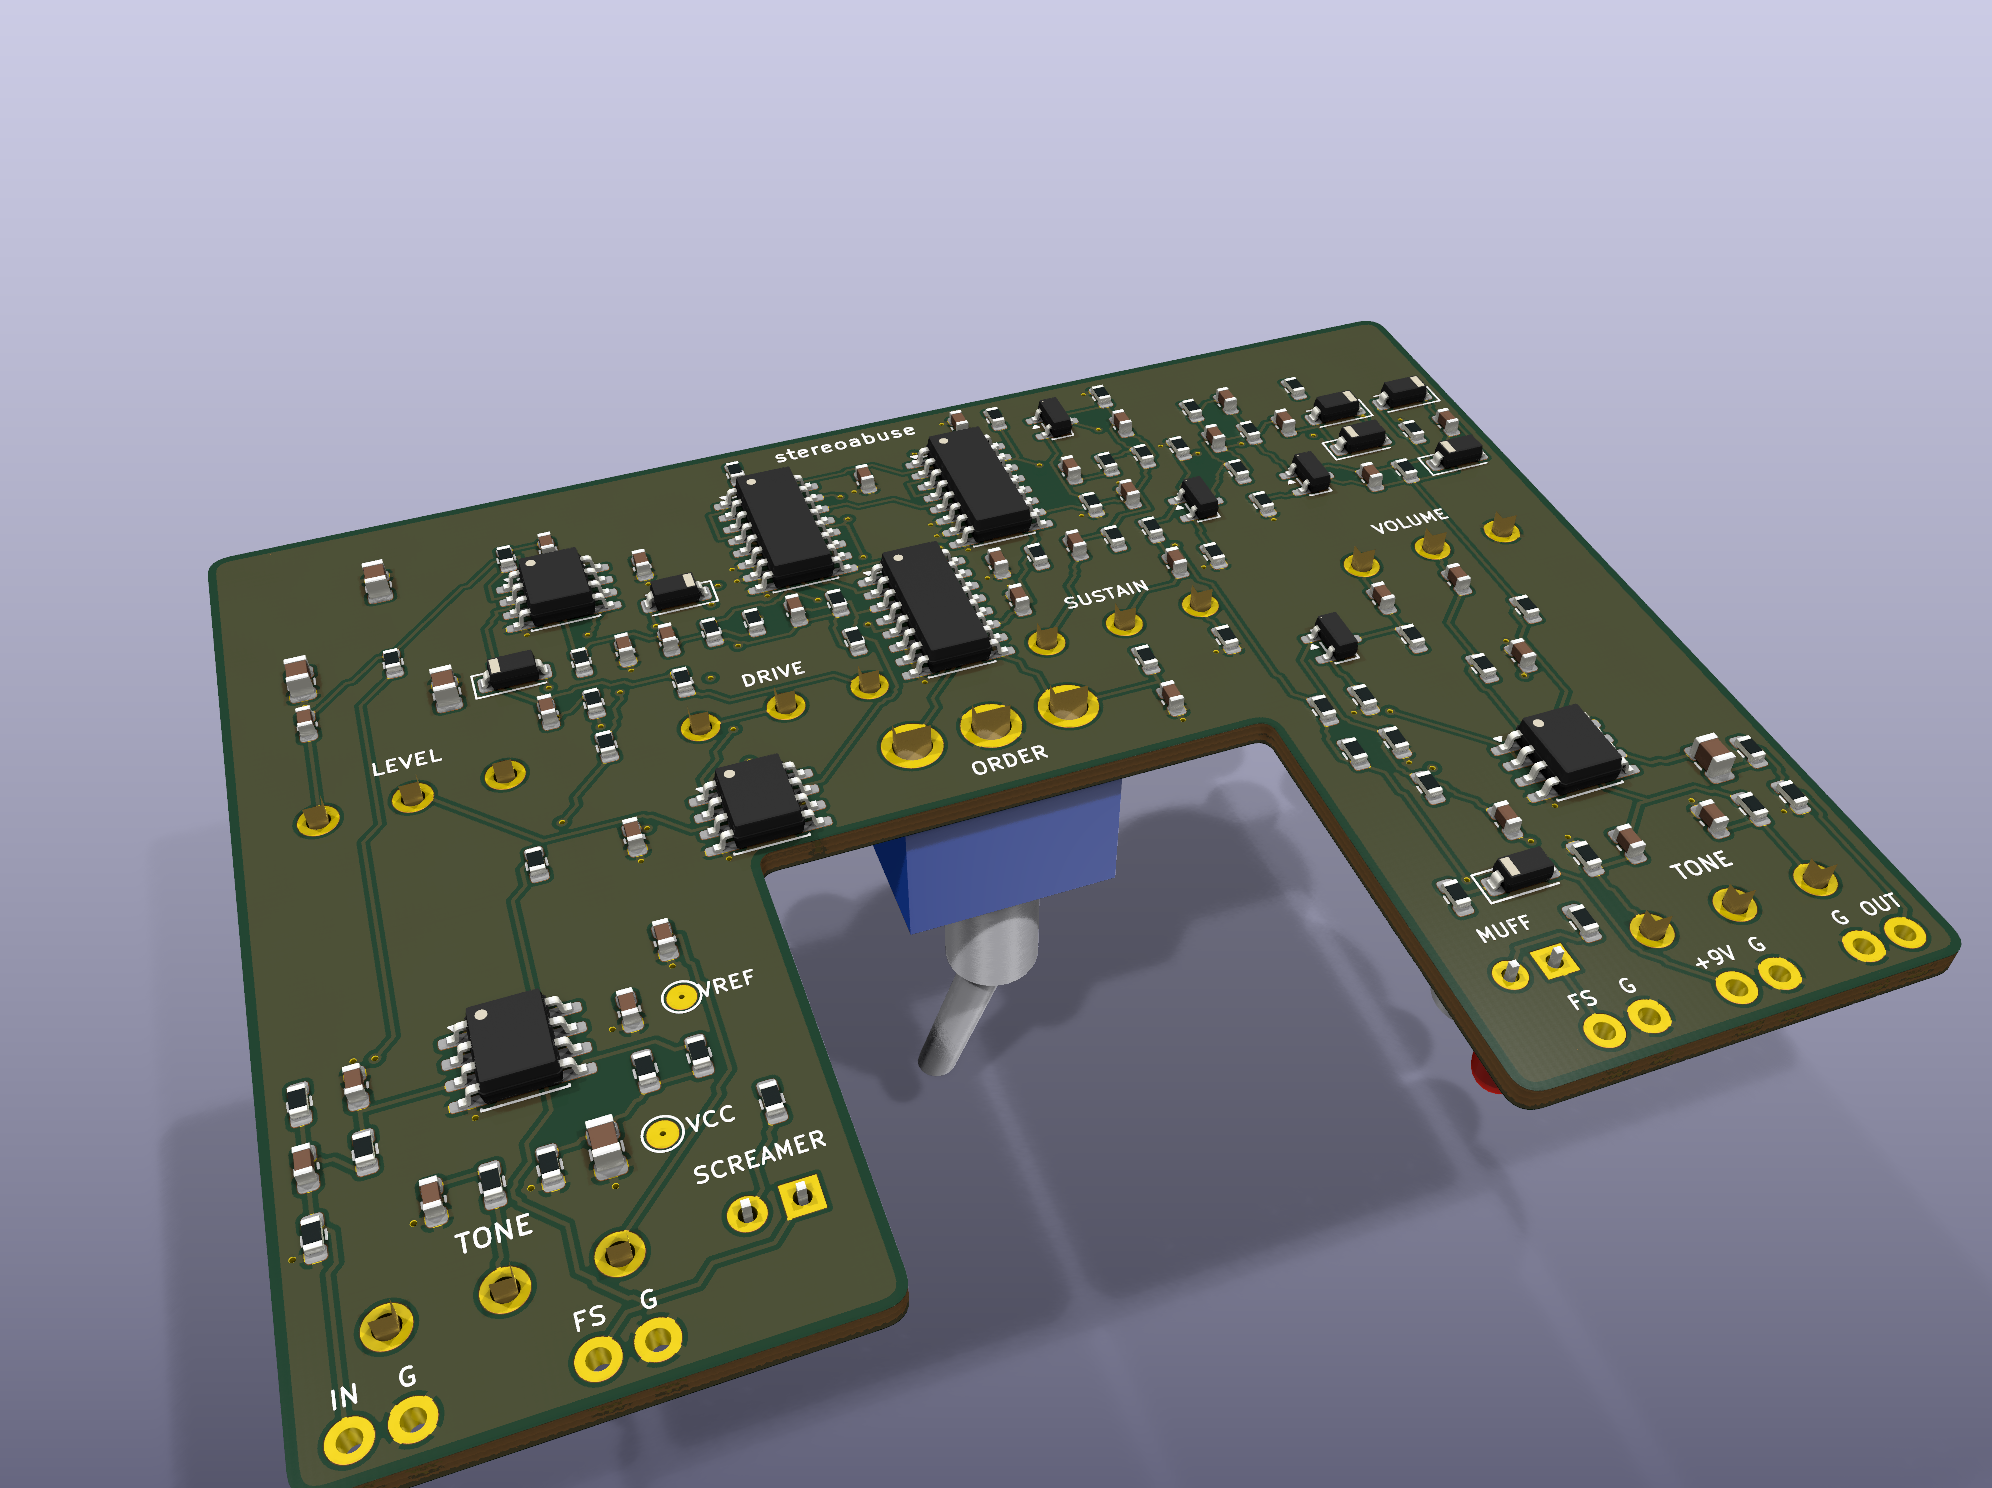 stereoabuse
VOLUME
SUSTAIN
DRIVE
LEVEL
ORDER
TONE
MUFF
G OUT
+9V G
FS G
VREF
VCC
SCREAMER
TONE
FS G
IN G